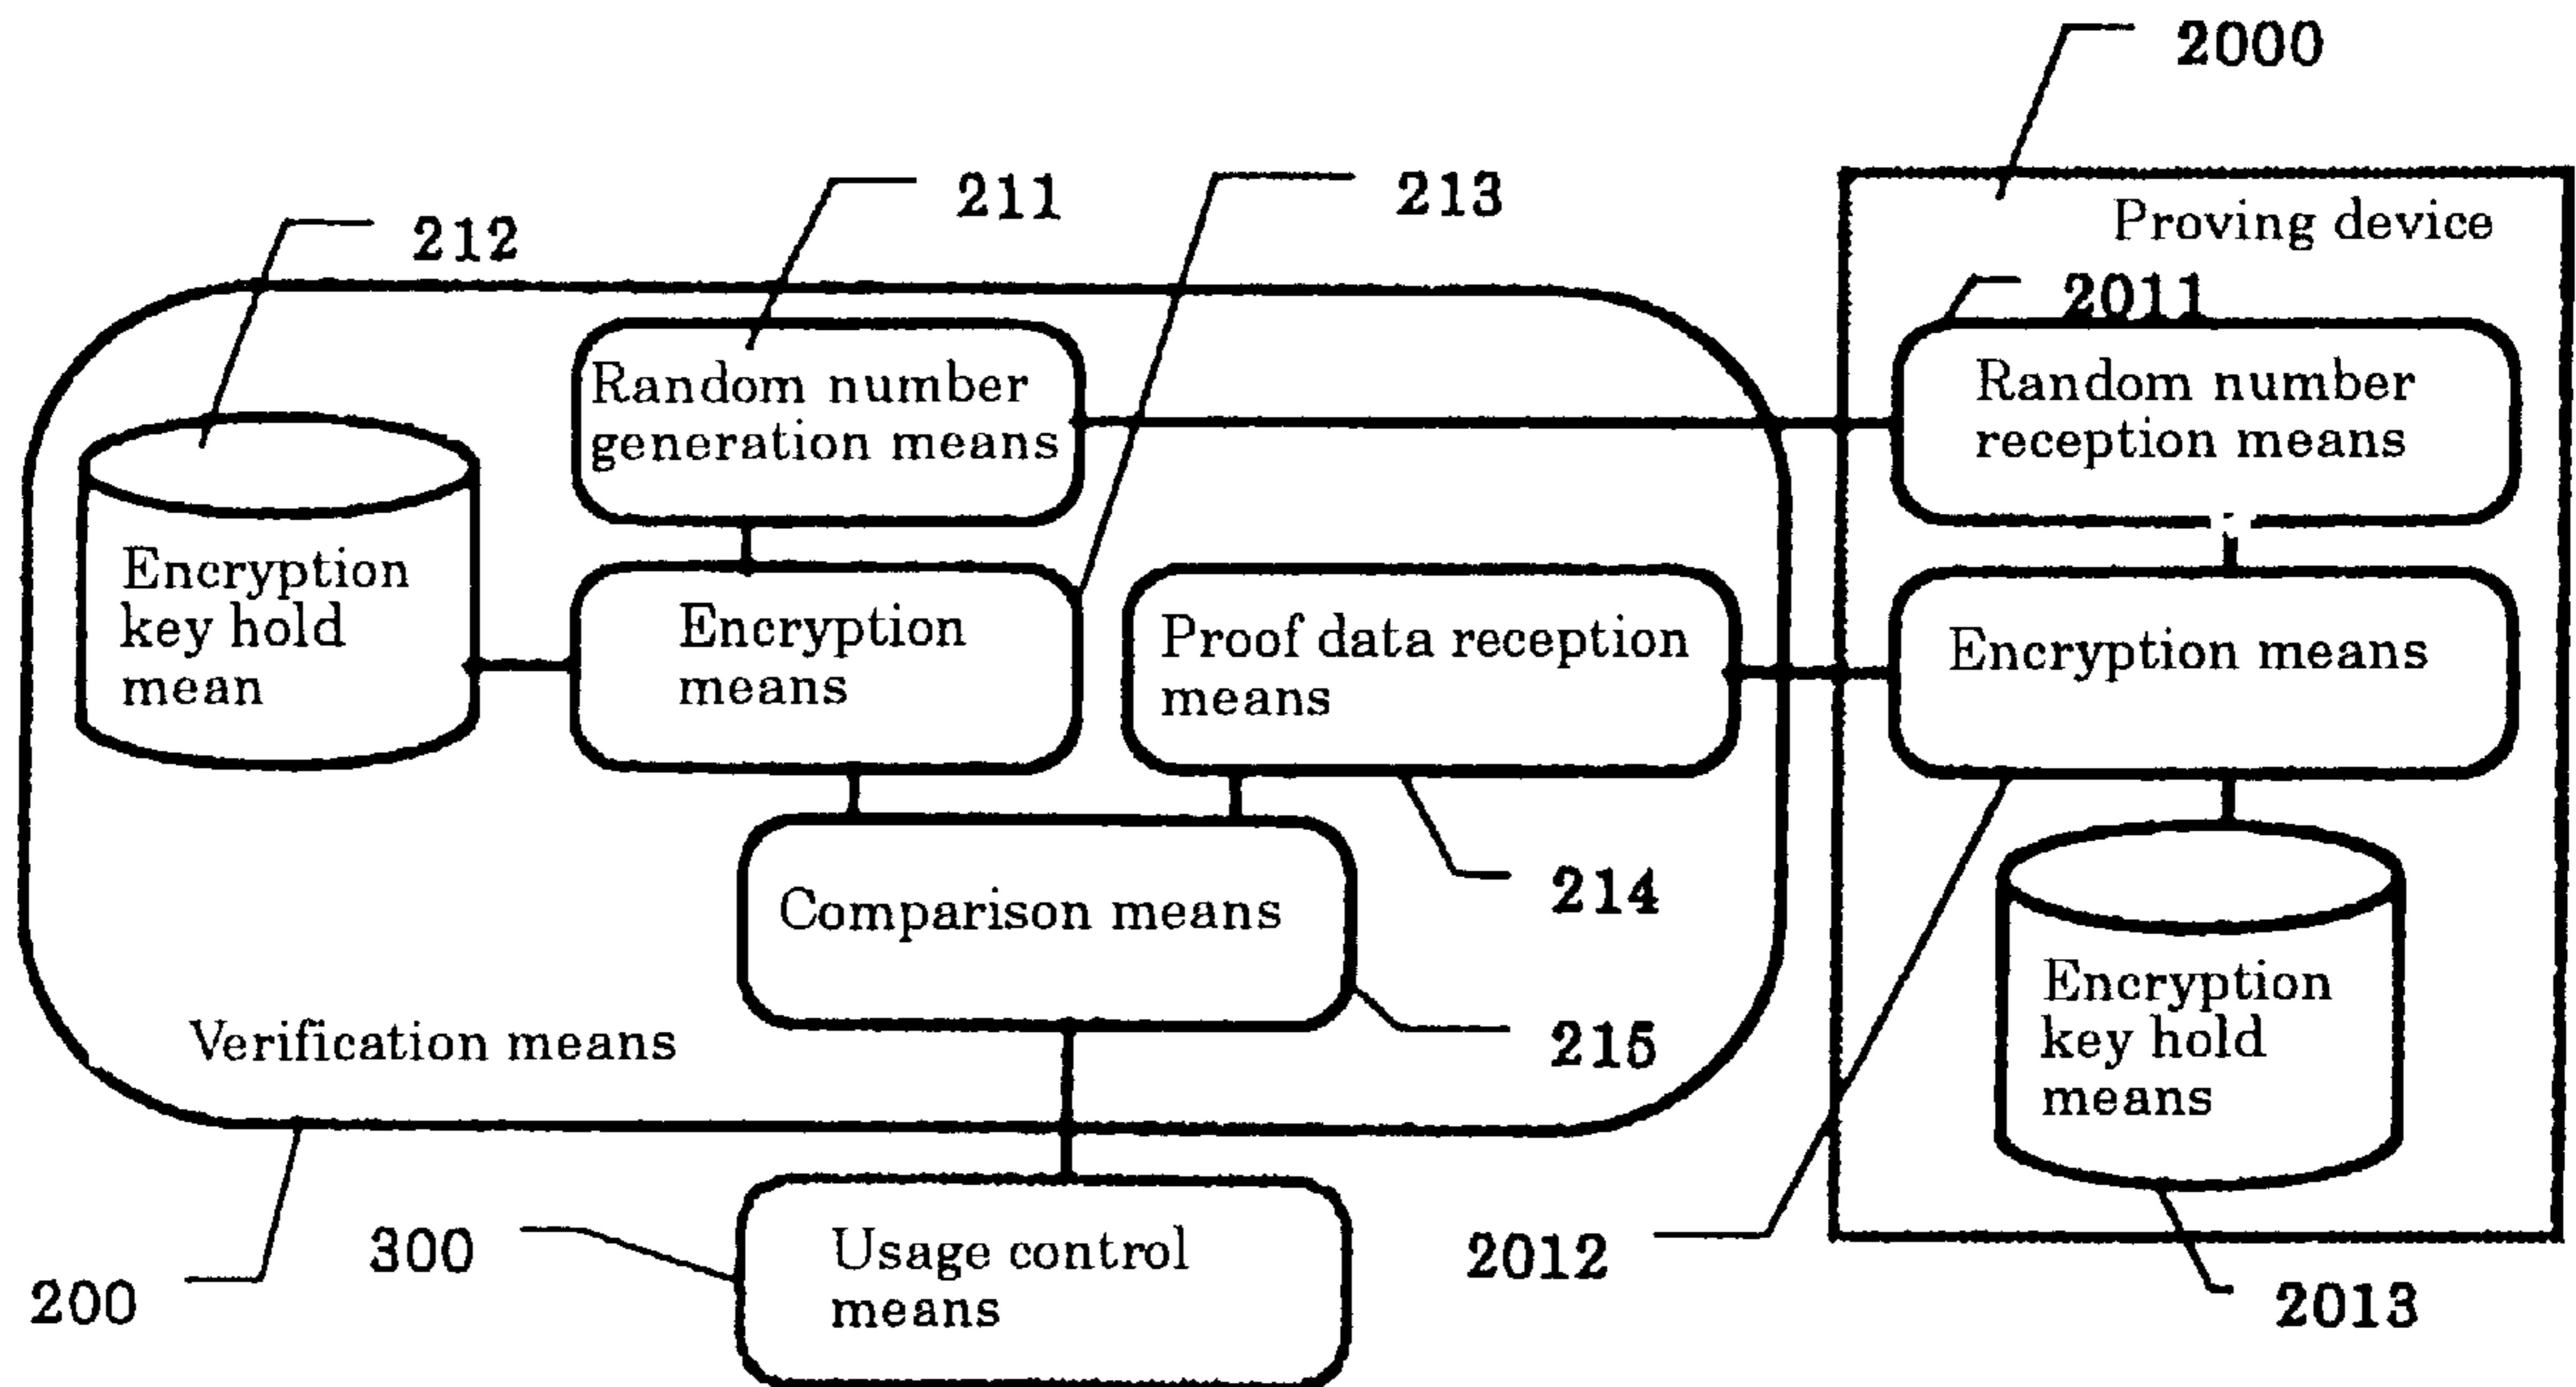 2000
Proving device
211
213
212
2011
Random number
generation means
Random number
reception means
Encryption
key hold
mean
Encryption
means
Proof data reception
means
Encryption means
Comparison means
214
Encryption
key hold
means
Verification means
215
300
Usage control
means
2012
200
2013